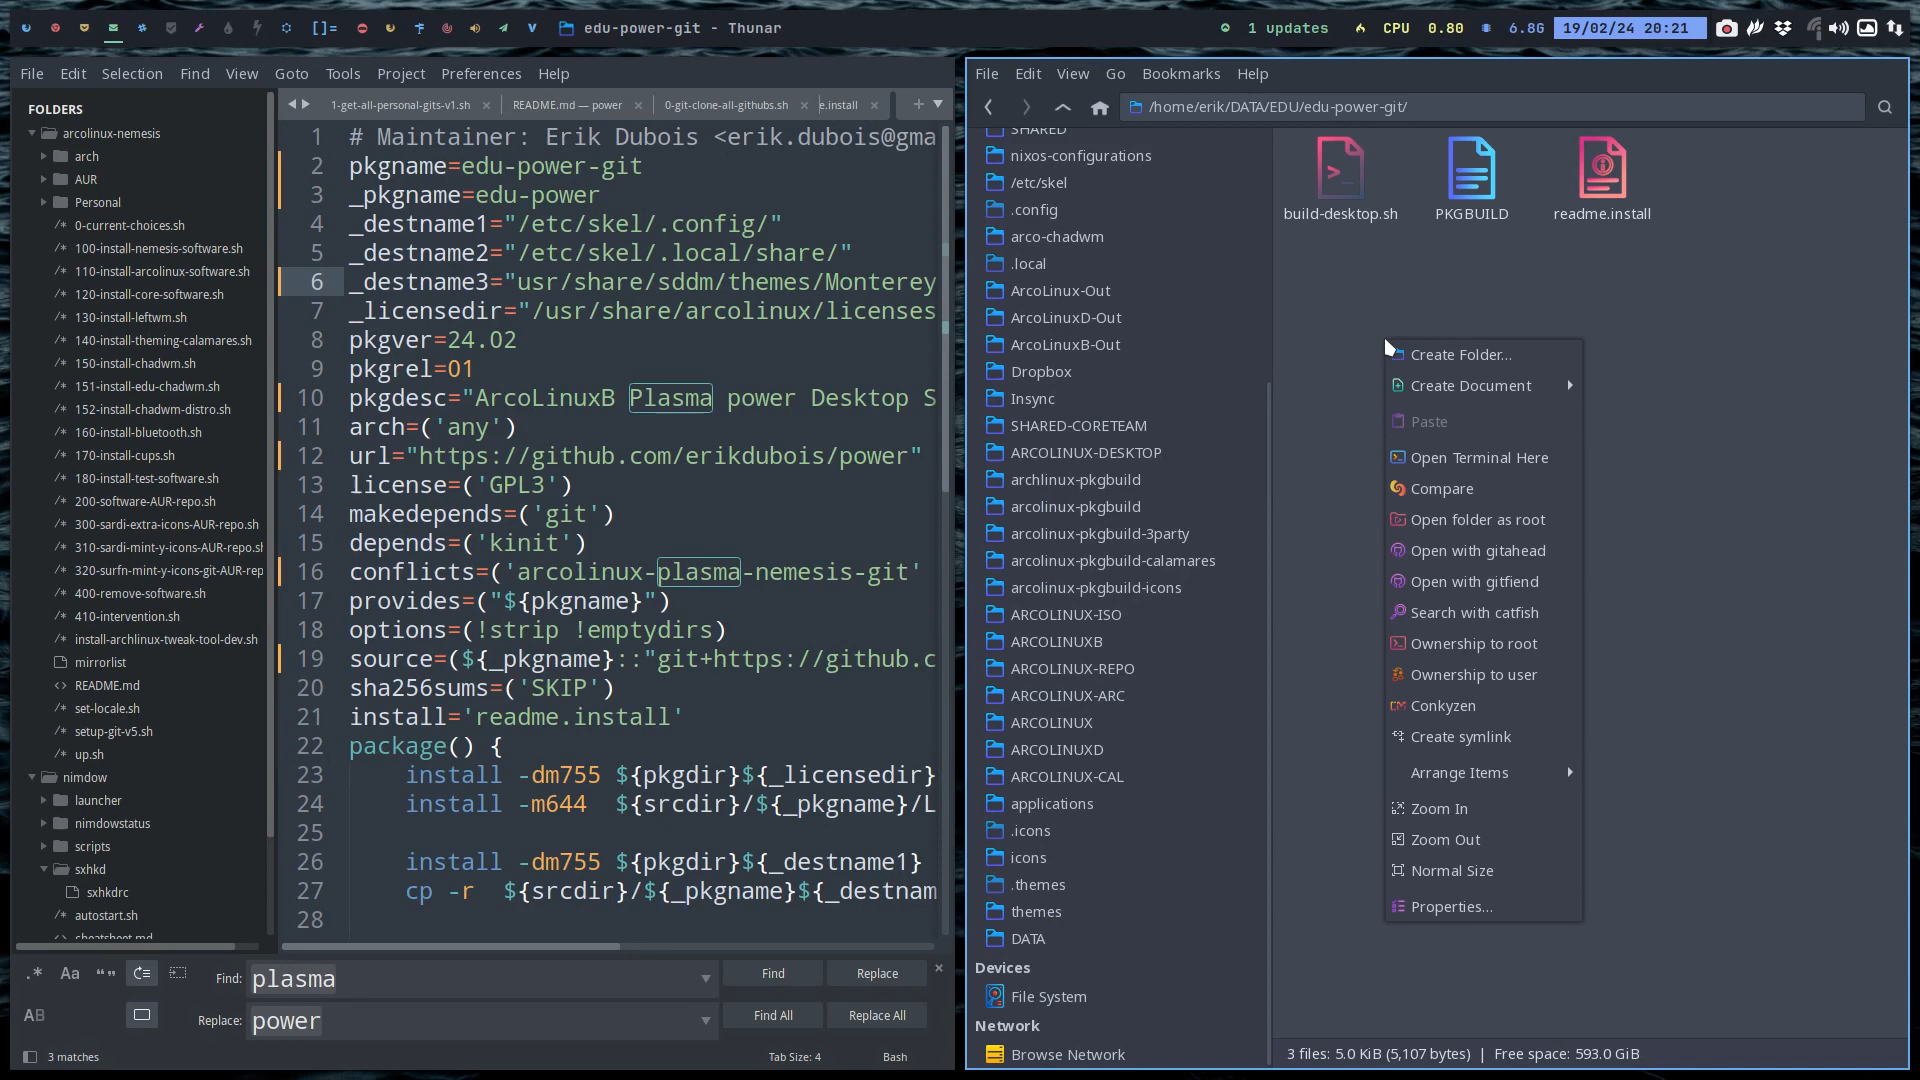 edu-power-git - Thunar
1 updates
CPU 0.80
6.8G
19/02/24 20:21
File Edit Selection Find View Goto Tools Project Preferences Help
FOLDERS
arcolinux-nemesis
arch
AUR
Personal
0-current-choices.sh
100-install-nemesis-software.sh
110-install-arcolinux-software.sh
120-install-core-software.sh
130-install-leftwm.sh
140-install-theming-calamares.sh
150-install-chadwm.sh
151-install-edu-chadwm.sh
152-install-chadwm-distro.sh
160-install-bluetooth.sh
170-install-cups.sh
180-install-test-software.sh
200-software-AUR-repo.sh
300-sardi-extra-icons-AUR-repo.sh
310-sardi-mint-y-icons-AUR-repo.sh
320-surfn-mint-y-icons-git-AUR-rep
400-remove-software.sh
410-intervention.sh
install-archlinux-tweak-tool-dev.sh
mirrorlist
README.md
set-locale.sh
setup-git-v5.sh
up.sh
nimdow
launcher
nimdowstatus
scripts
sxhkd
sxhkdrc
autostart.sh
cheatsheet.md
1-get-all-personal-gits-v1.sh
README.md — power
0-git-clone-all-githubs.sh
e.install
1 # Maintainer: Erik Dubois <erik.dubois@gma
2 pkgname=edu-power-git
3 _pkgname=edu-power
4 _destname1="/etc/skel/.config/"
5 _destname2="/etc/skel/.local/share/"
6 _destname3="usr/share/sddm/themes/Monterey
7 _licensedir="/usr/share/arcolinux/licenses
8 pkgver=24.02
9 pkgrel=01
10 pkgdesc="ArcoLinuxB Plasma power Desktop S
11 arch=('any')
12 url="https://github.com/erikdubois/power"
13 license=('GPL3')
14 makedepends=('git')
15 depends=('kinit')
16 conflicts=('arcolinux-plasma-nemesis-git'
17 provides=("${pkgname}")
18 options=(!strip !emptydirs)
19 source=(${_pkgname}::"git+https://github.c
20 sha256sums=('SKIP')
21 install='readme.install'
22 package() {
23 install -dm755 ${pkgdir}${_licensedir}
24 install -m644 ${srcdir}/${_pkgname}/L
25
26 install -dm755 ${pkgdir}${_destname1}
27 cp -r ${srcdir}/${_pkgname}${_destnam
28
.* Aa “” Find: plasma Find Replace
AB Replace: power Find All Replace All
3 matches Tab Size: 4 Bash
File Edit View Go Bookmarks Help
/home/erik/DATA/EDU/edu-power-git/
SHARED
nixos-configurations
/etc/skel
.config
arco-chadwm
.local
ArcoLinux-Out
ArcoLinuxD-Out
ArcoLinuxB-Out
Dropbox
Insync
SHARED-CORETEAM
ARCOLINUX-DESKTOP
archlinux-pkgbuild
arcolinux-pkgbuild
arcolinux-pkgbuild-3party
arcolinux-pkgbuild-calamares
arcolinux-pkgbuild-icons
ARCOLINUX-ISO
ARCOLINUXB
ARCOLINUX-REPO
ARCOLINUX-ARC
ARCOLINUX
ARCOLINUXD
ARCOLINUX-CAL
applications
.icons
icons
.themes
themes
DATA
Devices
File System
Network
Browse Network
build-desktop.sh
PKGBUILD
readme.install
Create Folder...
Create Document
Paste
Open Terminal Here
Compare
Open folder as root
Open with gitahead
Open with gitfiend
Search with catfish
Ownership to root
Ownership to user
Conkyzen
Create symlink
Arrange Items
Zoom In
Zoom Out
Normal Size
Properties...
3 files: 5.0 KiB (5,107 bytes) | Free space: 593.0 GiB